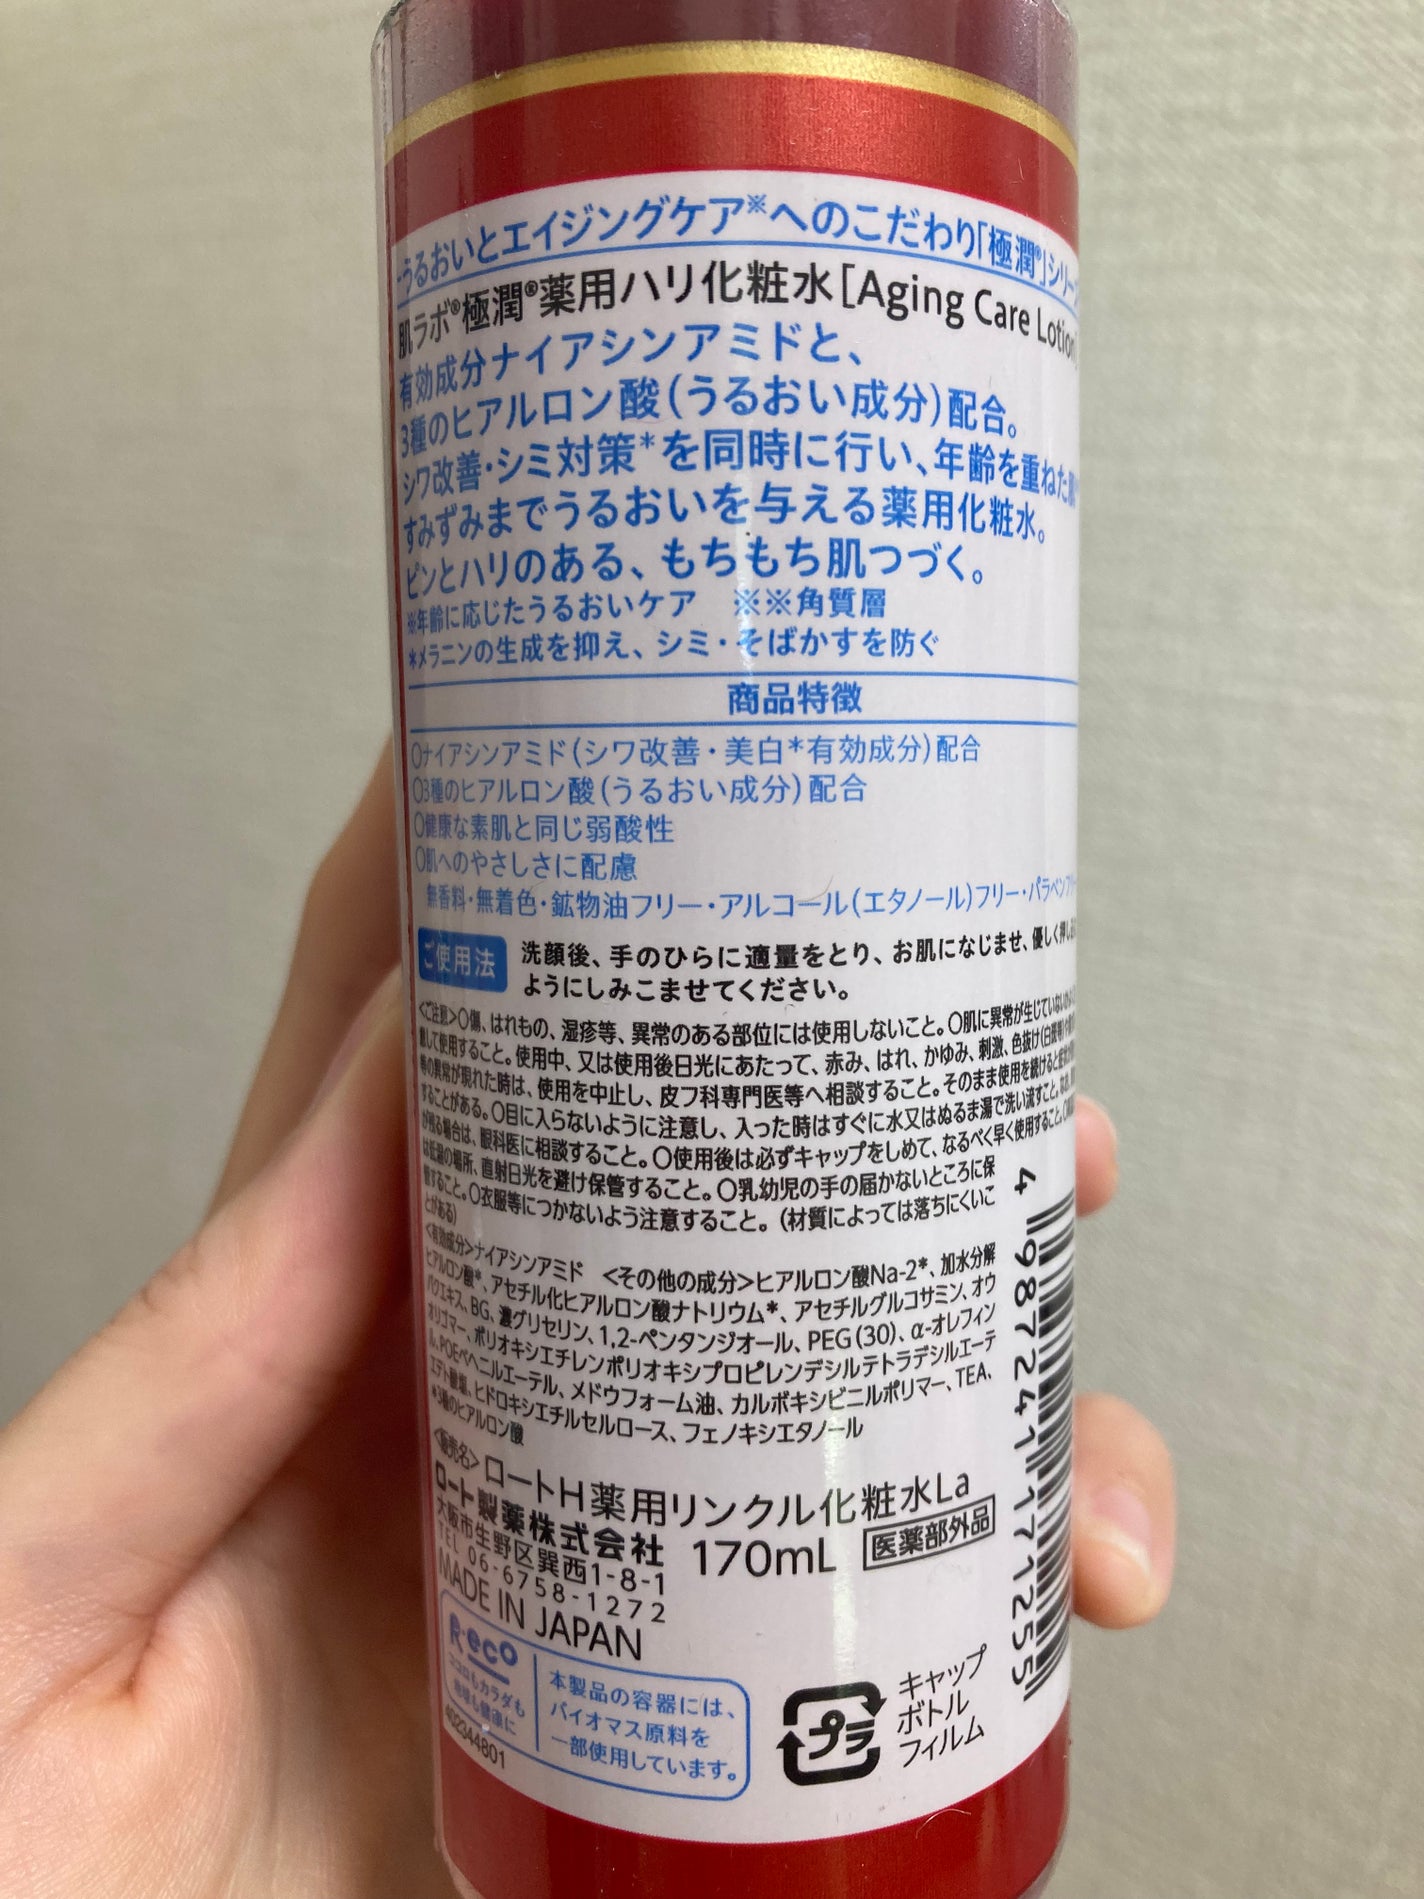 うるおいとエイジングケア※へのこだわり「極潤®」シリーズ
肌ラボ®極潤®薬用ハリ化粧水[Aging Care Lotion]
有効成分ナイアシンアミドと、
3種のヒアルロン酸(うるおい成分)配合。
シワ改善・シミ対策*を同時に行い、年齢を重ねた
すみずみまでうるおいを与える薬用化粧水。
ピンとハリのある、もちもち肌つづく。
※年齢に応じたうるおいケア ※※角質層
*メラニンの生成を抑え、シミ・そばかすを防ぐ
商品特徴
○ナイアシンアミド(シワ改善・美白*有効成分)配合
○3種のヒアルロン酸(うるおい成分)配合
○健康な素肌と同じ弱酸性
○肌へのやさしさに配慮
無香料・無着色・鉱物油フリー・アルコール(エタノール)フリー・パラベンフリー
ご使用法
洗顔後、手のひらに適量をとり、お肌になじませ、優しく押し
ようにしみこませてください。
<ご注意>○傷、はれもの、湿疹等、異常のある部位には使用しないこと。○肌に異常が生じていないか
して使用すること。使用中、又は使用後日光にあたって、赤み、はれ、かゆみ、刺激、色抜け(白斑等)や
等の異常が現れた時は、使用を中止し、皮フ科専門医等へ相談すること。そのまま使用を続けると症状が
することがある。○目に入らないように注意し、入った時はすぐに水又はぬるま湯で洗い流すこと。なお、
が残る場合は、眼科医に相談すること。○使用後は必ずキャップをしめて、なるべく早く使用すること。
は低温の場所、直射日光を避け保管すること。○乳幼児の手の届かないところに保
管すること。○衣服等につかないよう注意すること。(材質によっては落ちにくいこ
とがある)
<有効成分>ナイアシンアミド <その他の成分>ヒアルロン酸Na-2*、加水分解
ヒアルロン酸*、アセチル化ヒアルロン酸ナトリウム*、アセチルグルコサミン、オウ
バクエキス、BG、濃グリセリン、1,2-ペンタンジオール、PEG(30)、α-オレフィン
オリゴマー、ポリオキシエチレンポリオキシプロピレンデシルテトラデシルエーテ
ル、POEベヘニルエーテル、メドウフォーム油、カルボキシビニルポリマー、TEA、
エデト酸塩、ヒドロキシエチルセルロース、フェノキシエタノール
*3種のヒアルロン酸
<販売名>ロートH薬用リンクル化粧水La
ロート製薬株式会社
大阪市生野区巽西1-8-1
TEL 06-6758-1272
MADE IN JAPAN
170mL
医薬部外品
4 987241 171255
R・eco
ココロもカラダも
地球も健康に
本製品の容器には、
バイオマス原料を
一部使用しています。
402344801
プラ
キャップ
ボトル
フィルム